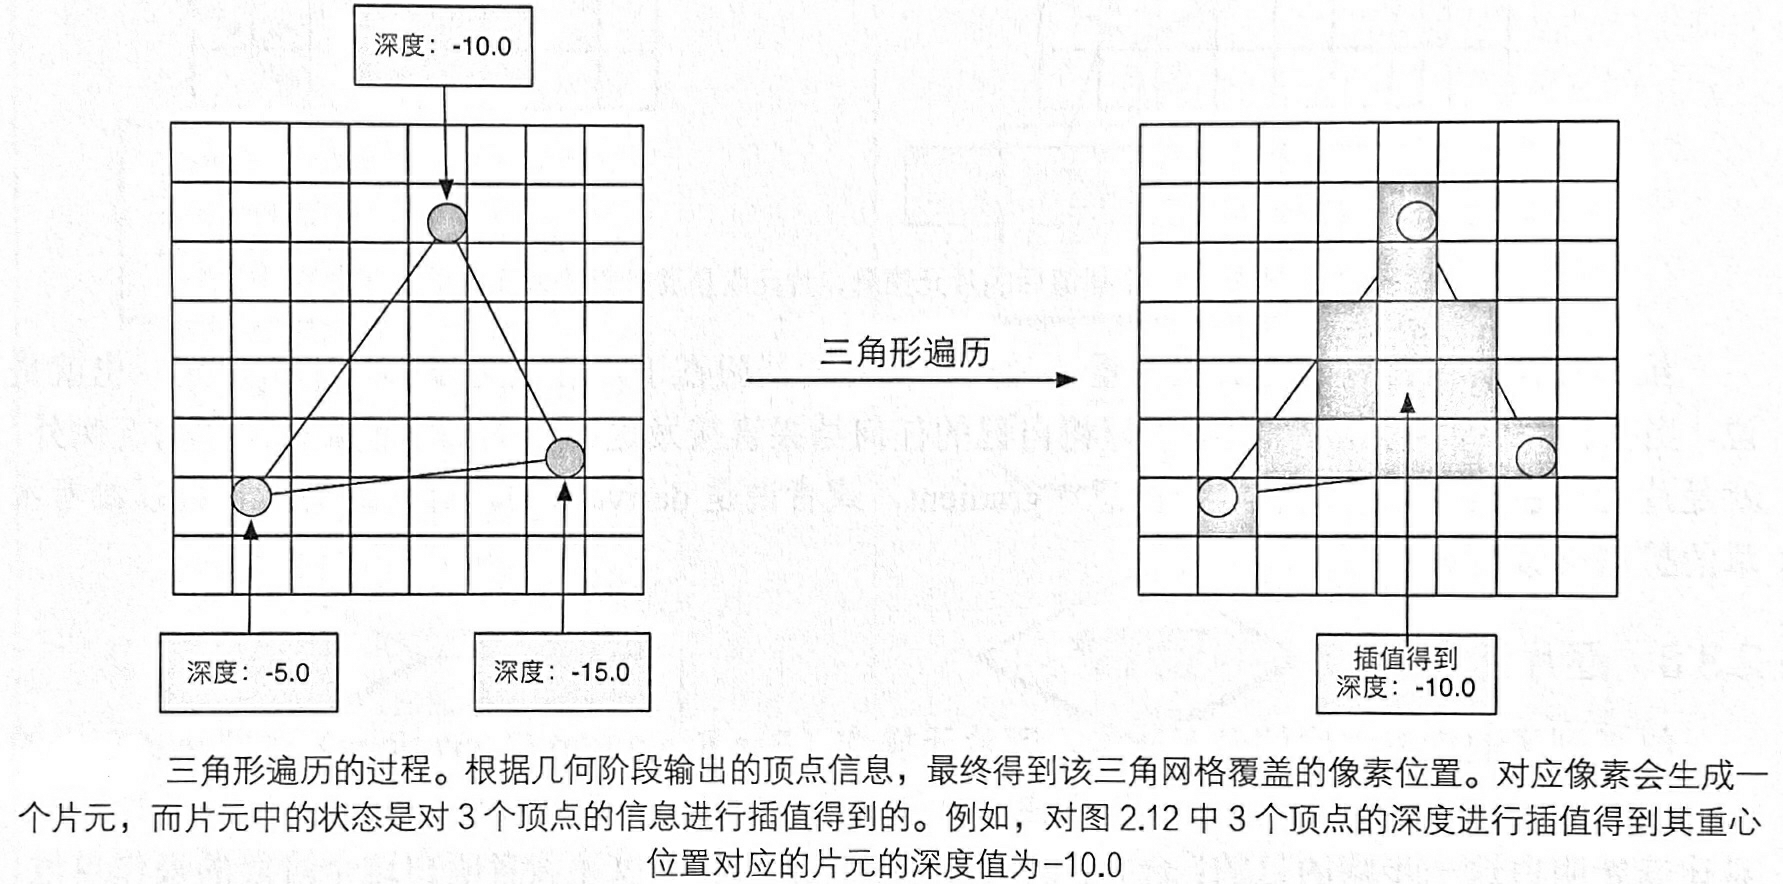 深度：-10.0
三角形遍历
深度：-5.0
深度：-15.0
插值得到
深度：-10.0
三角形遍历的过程。根据几何阶段输出的顶点信息，最终得到该三角网格覆盖的像素位置。对应像素会生成一
个片元，而片元中的状态是对 3 个顶点的信息进行插值得到的。例如，对图 2.12 中 3 个顶点的深度进行插值得到其重心
位置对应的片元的深度值为-10.0